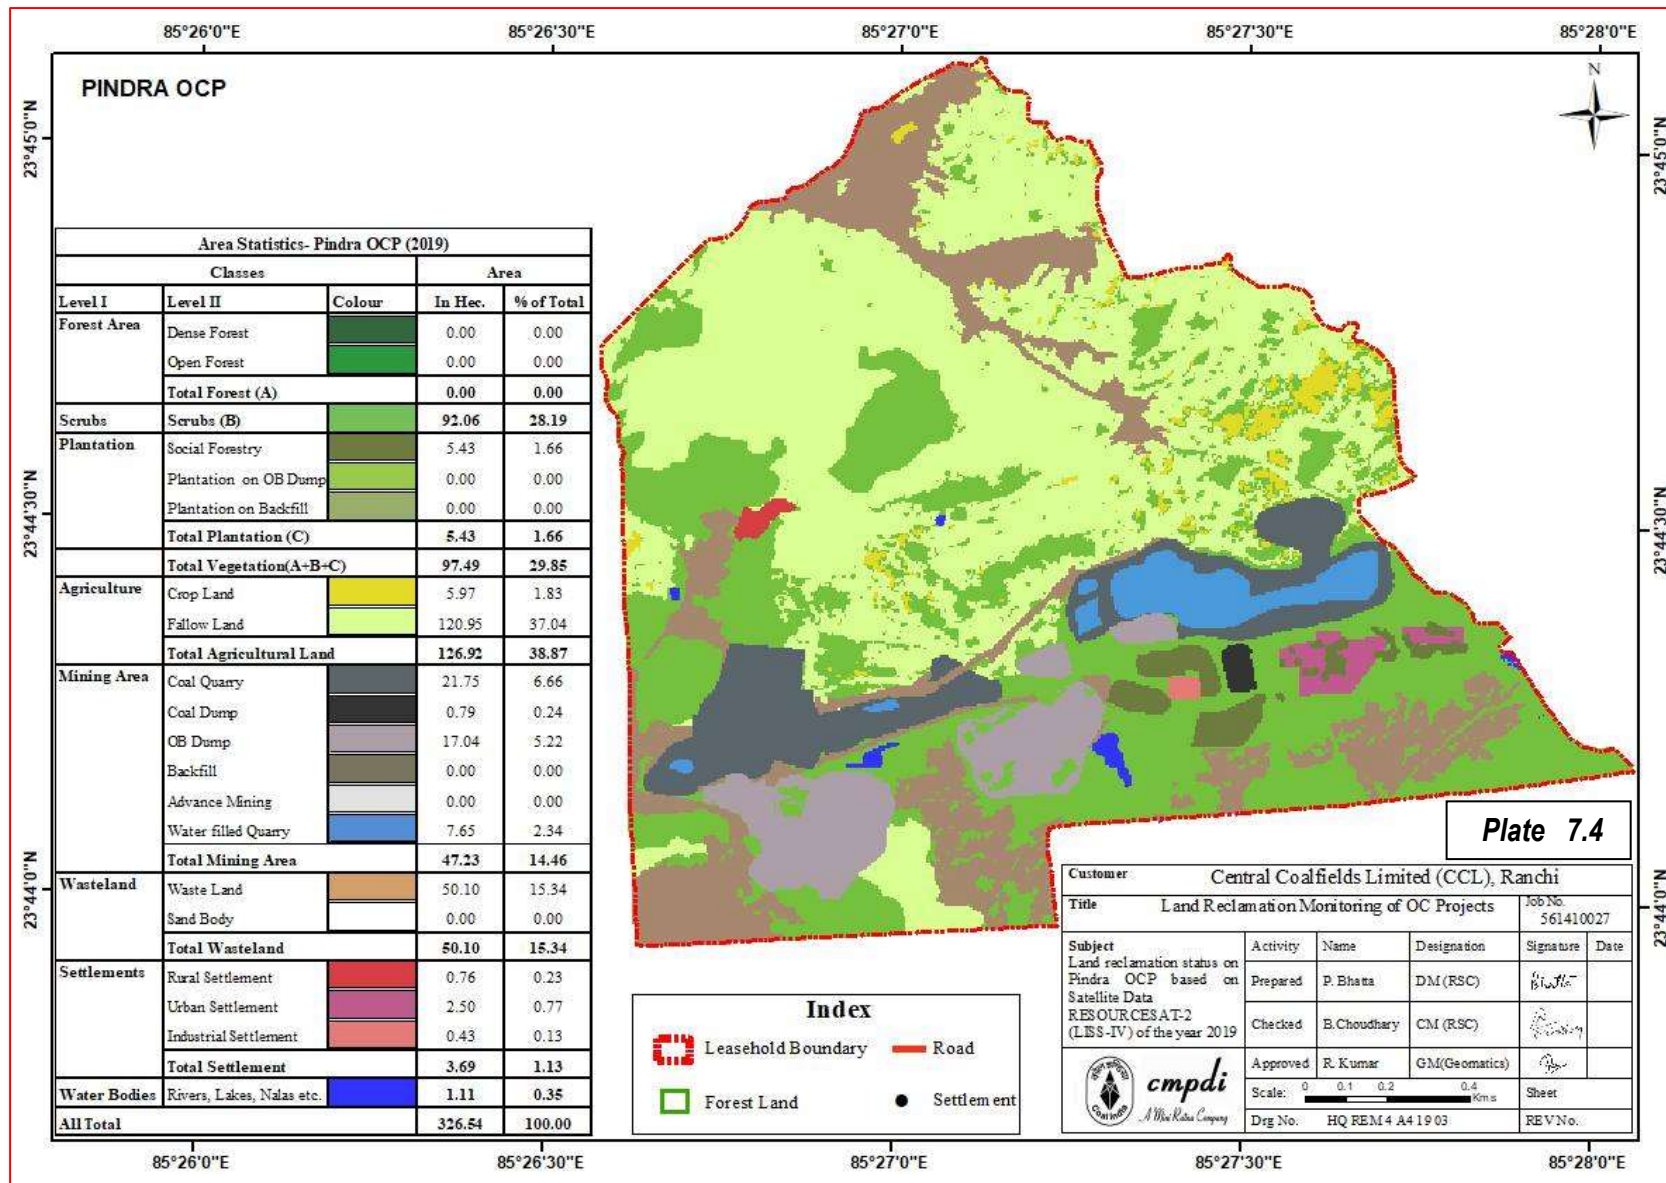 85°26'0"E 85°26'30"E 85°27'0"E 85°27'30"E 85°28'0"E
PINDRA OCP
N
23°45'0"N 23°45'0"N
23°44'30"N 23°44'30"N
23°44'0"N 23°44'0"N
Area Statistics- Pindra OCP (2019)
Classes Area
Level I Level II Colour In Hec. % of Total
Forest Area Dense Forest 0.00 0.00
Open Forest 0.00 0.00
Total Forest (A) 0.00 0.00
Scrubs Scrubs (B) 92.06 28.19
Plantation Social Forestry 5.43 1.66
Plantation on OB Dump 0.00 0.00
Plantation on Backfill 0.00 0.00
Total Plantation (C) 5.43 1.66
Total Vegetation(A+B+C) 97.49 29.85
Agriculture Crop Land 5.97 1.83
Fallow Land 120.95 37.04
Total Agricultural Land 126.92 38.87
Mining Area Coal Quarry 21.75 6.66
Coal Dump 0.79 0.24
OB Dump 17.04 5.22
Backfill 0.00 0.00
Advance Mining 0.00 0.00
Water filled Quarry 7.65 2.34
Total Mining Area 47.23 14.46
Wasteland Waste Land 50.10 15.34
Sand Body 0.00 0.00
Total Wasteland 50.10 15.34
Settlements Rural Settlement 0.76 0.23
Urban Settlement 2.50 0.77
Industrial Settlement 0.43 0.13
Total Settlement 3.69 1.13
Water Bodies Rivers, Lakes, Nalas etc. 1.11 0.35
All Total 326.54 100.00
Index
Leasehold Boundary Road
Forest Land Settlement
Plate 7.4
Customer Central Coalfields Limited (CCL), Ranchi
Title Land Reclamation Monitoring of OC Projects Job No. 561410027
Subject
Land reclamation status on
Pindra OCP based on
Satellite Data
RESOURCESAT-2
(LISS-IV) of the year 2019
Activity Name Designation Signature Date
Prepared P. Bhatta DM (RSC)
Checked B.Choudhary CM (RSC)
Approved R. Kumar GM(Geomatics)
Scale: 0 0.1 0.2 0.4 Kms Sheet
Drg No. HQ REM 4 A4 19 03 REV No.
Coal India
cmpdi
A Mini Ratna Company
85°26'0"E 85°26'30"E 85°27'0"E 85°27'30"E 85°28'0"E